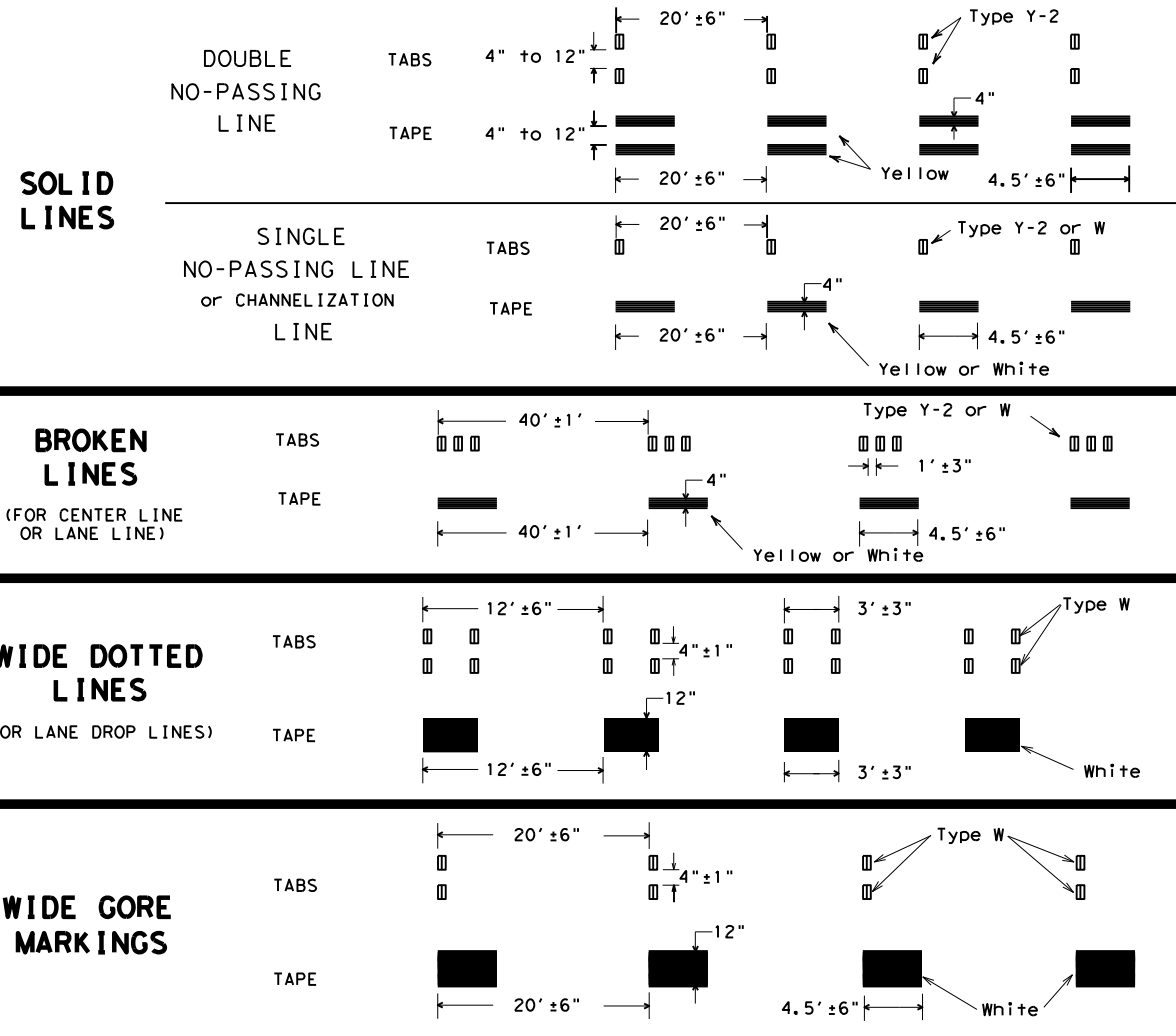 SOLID
LINES
DOUBLE
NO-PASSING
LINE
TABS
20'±6"
Type Y-2
4" to 12"
TAPE
4" to 12"
4"
Yellow
20'±6"
4.5'±6"
SINGLE
NO-PASSING LINE
or CHANNELIZATION
LINE
TABS
20'±6"
Type Y-2 or W
TAPE
4"
20'±6"
4.5'±6"
Yellow or White
BROKEN
LINES
(FOR CENTER LINE
OR LANE LINE)
TABS
40'±1'
Type Y-2 or W
1'±3"
TAPE
4"
40'±1'
4.5'±6"
Yellow or White
WIDE DOTTED
LINES
OR LANE DROP LINES)
TABS
12'±6"
3'±3"
Type W
4"±1"
TAPE
12"
12'±6"
3'±3"
White
WIDE GORE
MARKINGS
TABS
20'±6"
Type W
4"±1"
TAPE
12"
20'±6"
4.5'±6"
White